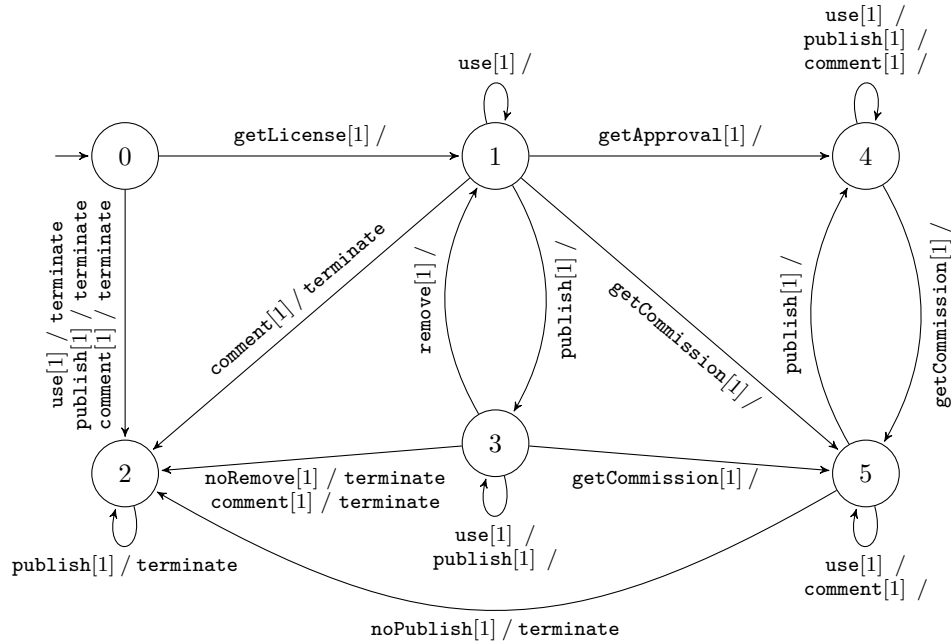 use[1] /
publish[1] /
comment[1] /
use[1] /
0
getLicense[1] /
1
getApproval[1] /
4
use[1] / terminate
publish[1] / terminate
comment[1] / terminate
comment[1] / terminate
remove[1] /
publish[1] /
getCommission[1] /
publish[1] /
getCommission[1] /
2
noRemove[1] / terminate
comment[1] / terminate
3
getCommission[1] /
5
publish[1] / terminate
use[1] /
publish[1] /
use[1] /
comment[1] /
noPublish[1] / terminate